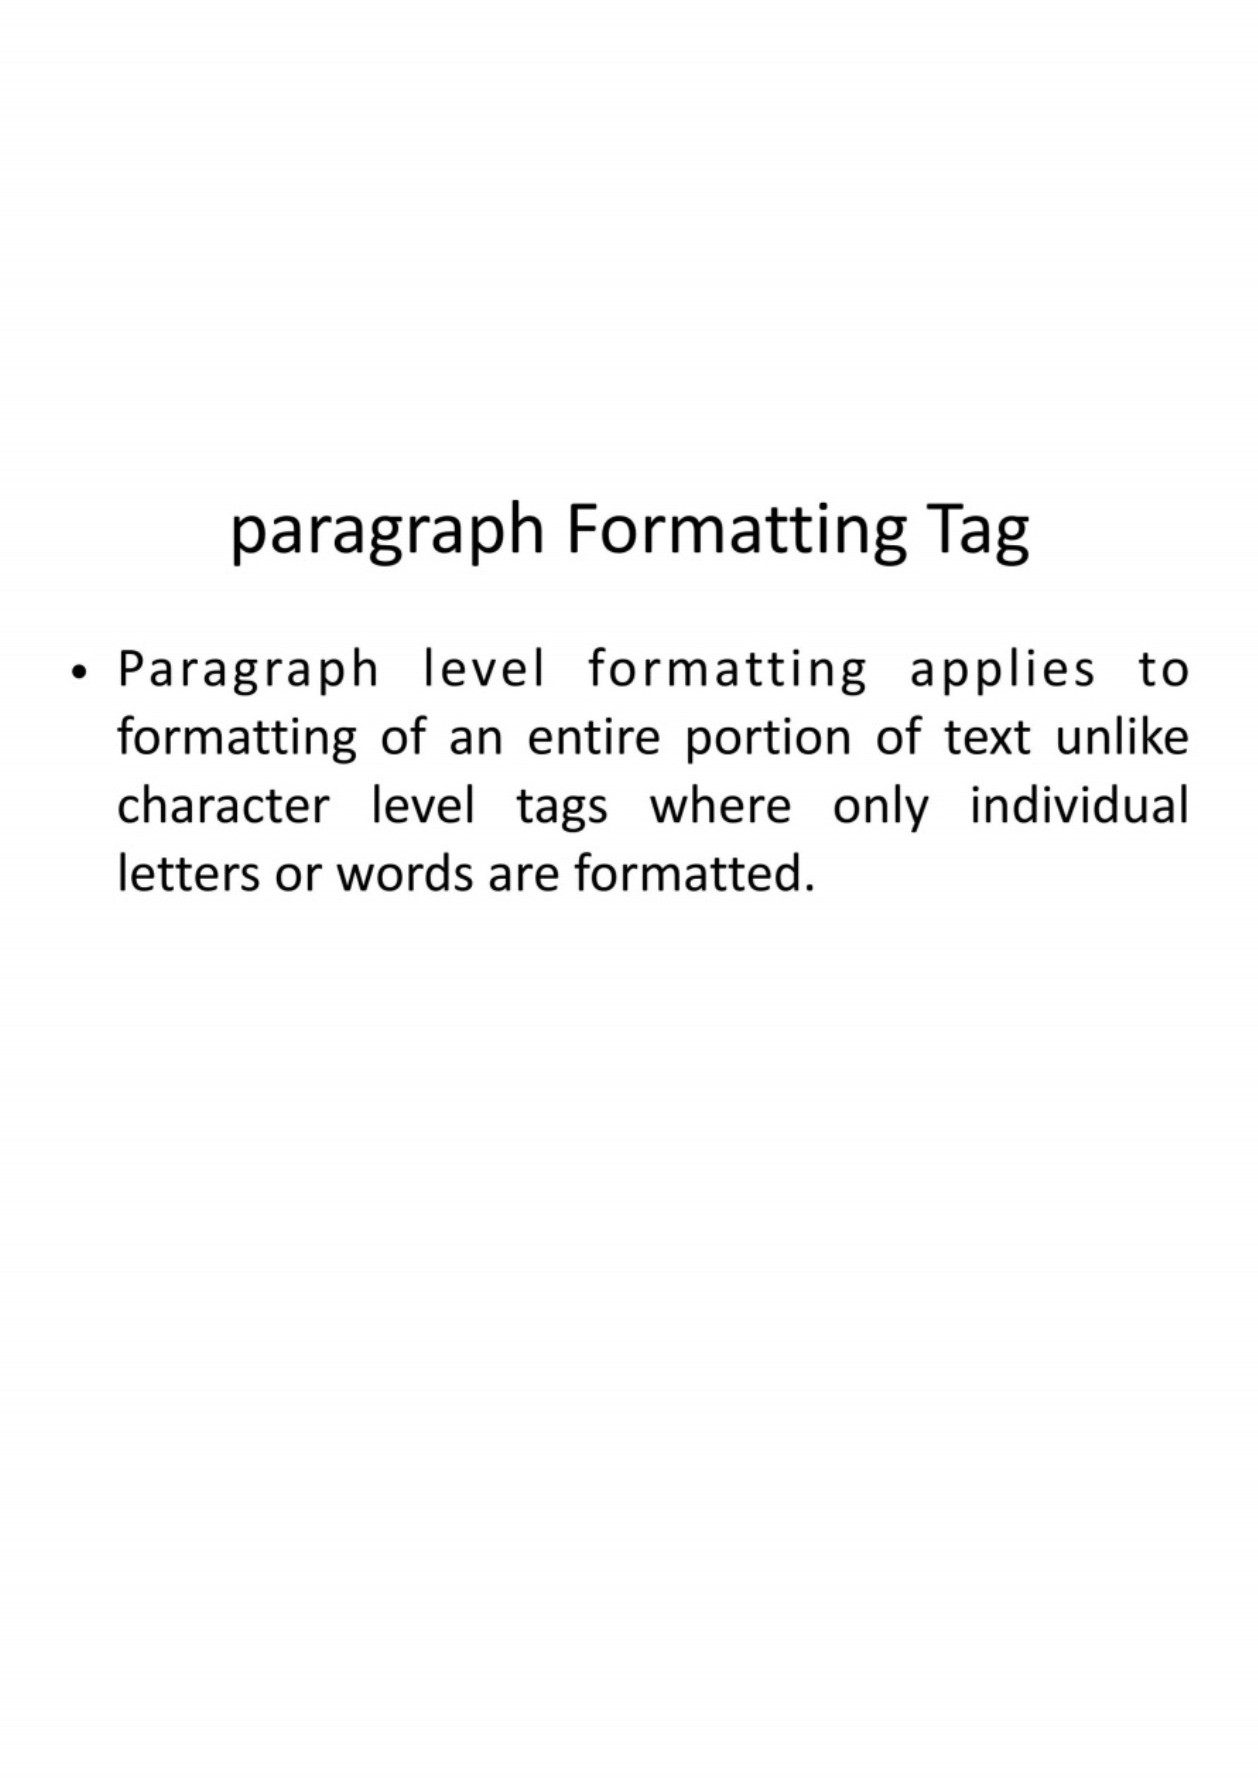 paragraph Formatting Tag
• Paragraph level formatting applies to
formatting of an entire portion of text unlike
character level tags where only individual
letters or words are formatted.